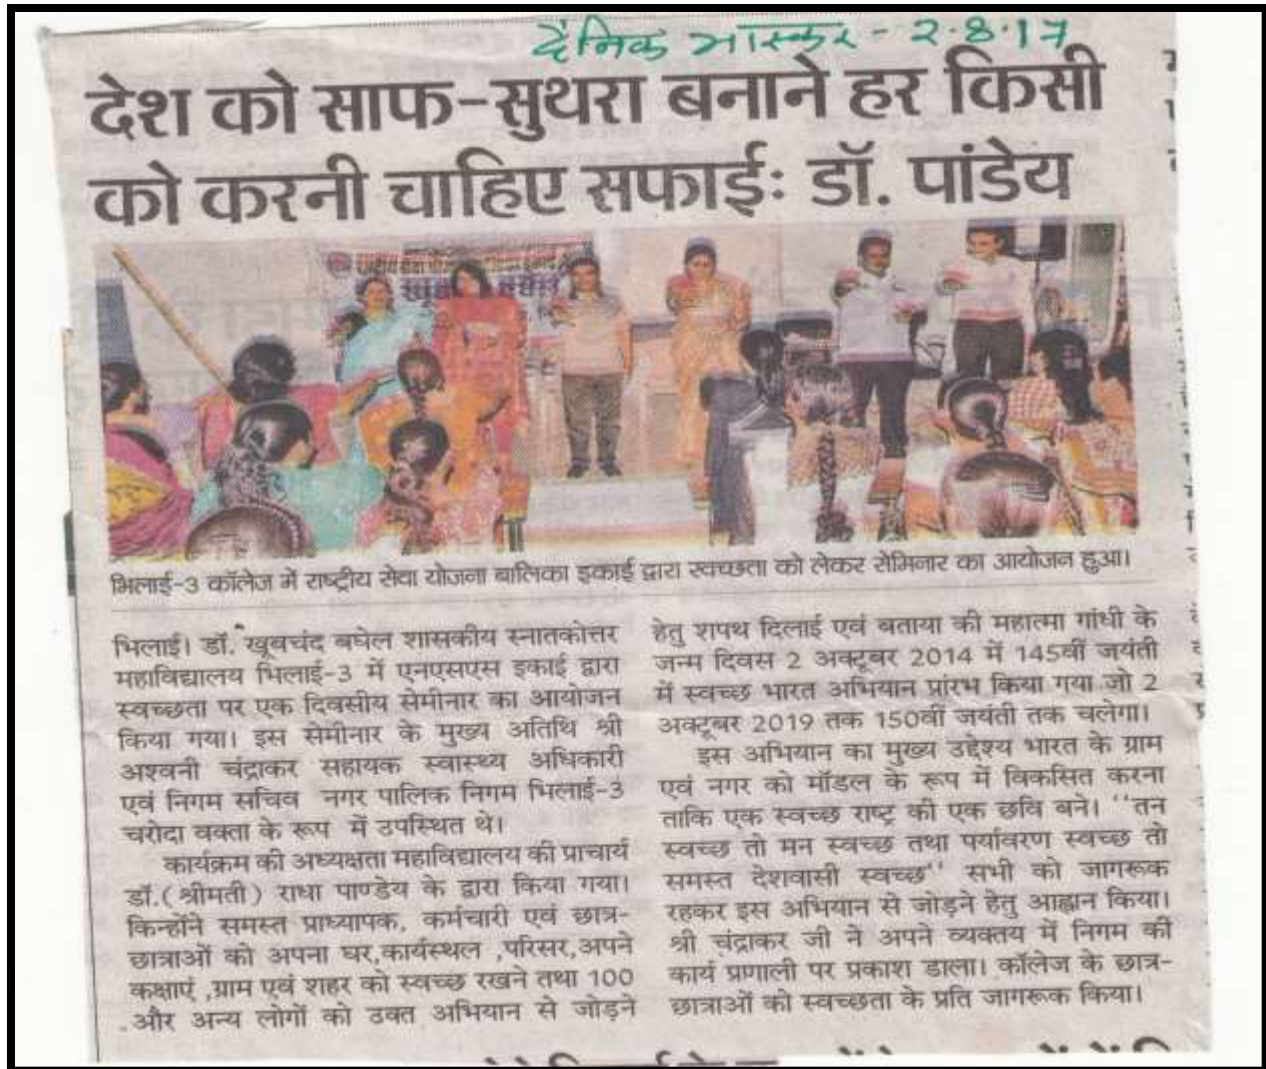 दैनिक भास्कर - 2.8.17
देश को साफ-सुथरा बनाने हर किसी
को करनी चाहिए सफाईः डॉ. पांडेय
भिलाई-3 कॉलेज में राष्ट्रीय सेवा योजना बालिका इकाई द्वारा स्वच्छता को लेकर सेमिनार का आयोजन हुआ।
भिलाई। डॉ. खूबचंद बघेल शासकीय स्नातकोत्तर
महाविद्यालय भिलाई-3 में एनएसएस इकाई द्वारा
स्वच्छता पर एक दिवसीय सेमीनार का आयोजन
किया गया। इस सेमीनार के मुख्य अतिथि श्री
अश्वनी चंद्राकर सहायक स्वास्थ्य अधिकारी
एवं निगम सचिव नगर पालिक निगम भिलाई-3
चरोदा वक्ता के रूप में उपस्थित थे।
कार्यक्रम की अध्यक्षता महाविद्यालय की प्राचार्य
डॉ.(श्रीमती) राधा पाण्डेय के द्वारा किया गया।
किन्होंने समस्त प्राध्यापक, कर्मचारी एवं छात्र-
छात्राओं को अपना घर,कार्यस्थल ,परिसर,अपने
कक्षाएं ,ग्राम एवं शहर को स्वच्छ रखने तथा 100
और अन्य लोगों को उक्त अभियान से जोड़ने
हेतु शपथ दिलाई एवं बताया की महात्मा गांधी के
जन्म दिवस 2 अक्टूबर 2014 में 145वीं जयंती
में स्वच्छ भारत अभियान प्रांरभ किया गया जो 2
अक्टूबर 2019 तक 150वीं जयंती तक चलेगा।
इस अभियान का मुख्य उद्देश्य भारत के ग्राम
एवं नगर को मॉडल के रूप में विकसित करना
ताकि एक स्वच्छ राष्ट्र की एक छवि बने। ''तन
स्वच्छ तो मन स्वच्छ तथा पर्यावरण स्वच्छ तो
समस्त देशवासी स्वच्छ'' सभी को जागरूक
रहकर इस अभियान से जोड़ने हेतु आह्वान किया।
श्री चंद्राकर जी ने अपने व्यक्तय में निगम की
कार्य प्रणाली पर प्रकाश डाला। कॉलेज के छात्र-
छात्राओं को स्वच्छता के प्रति जागरूक किया।